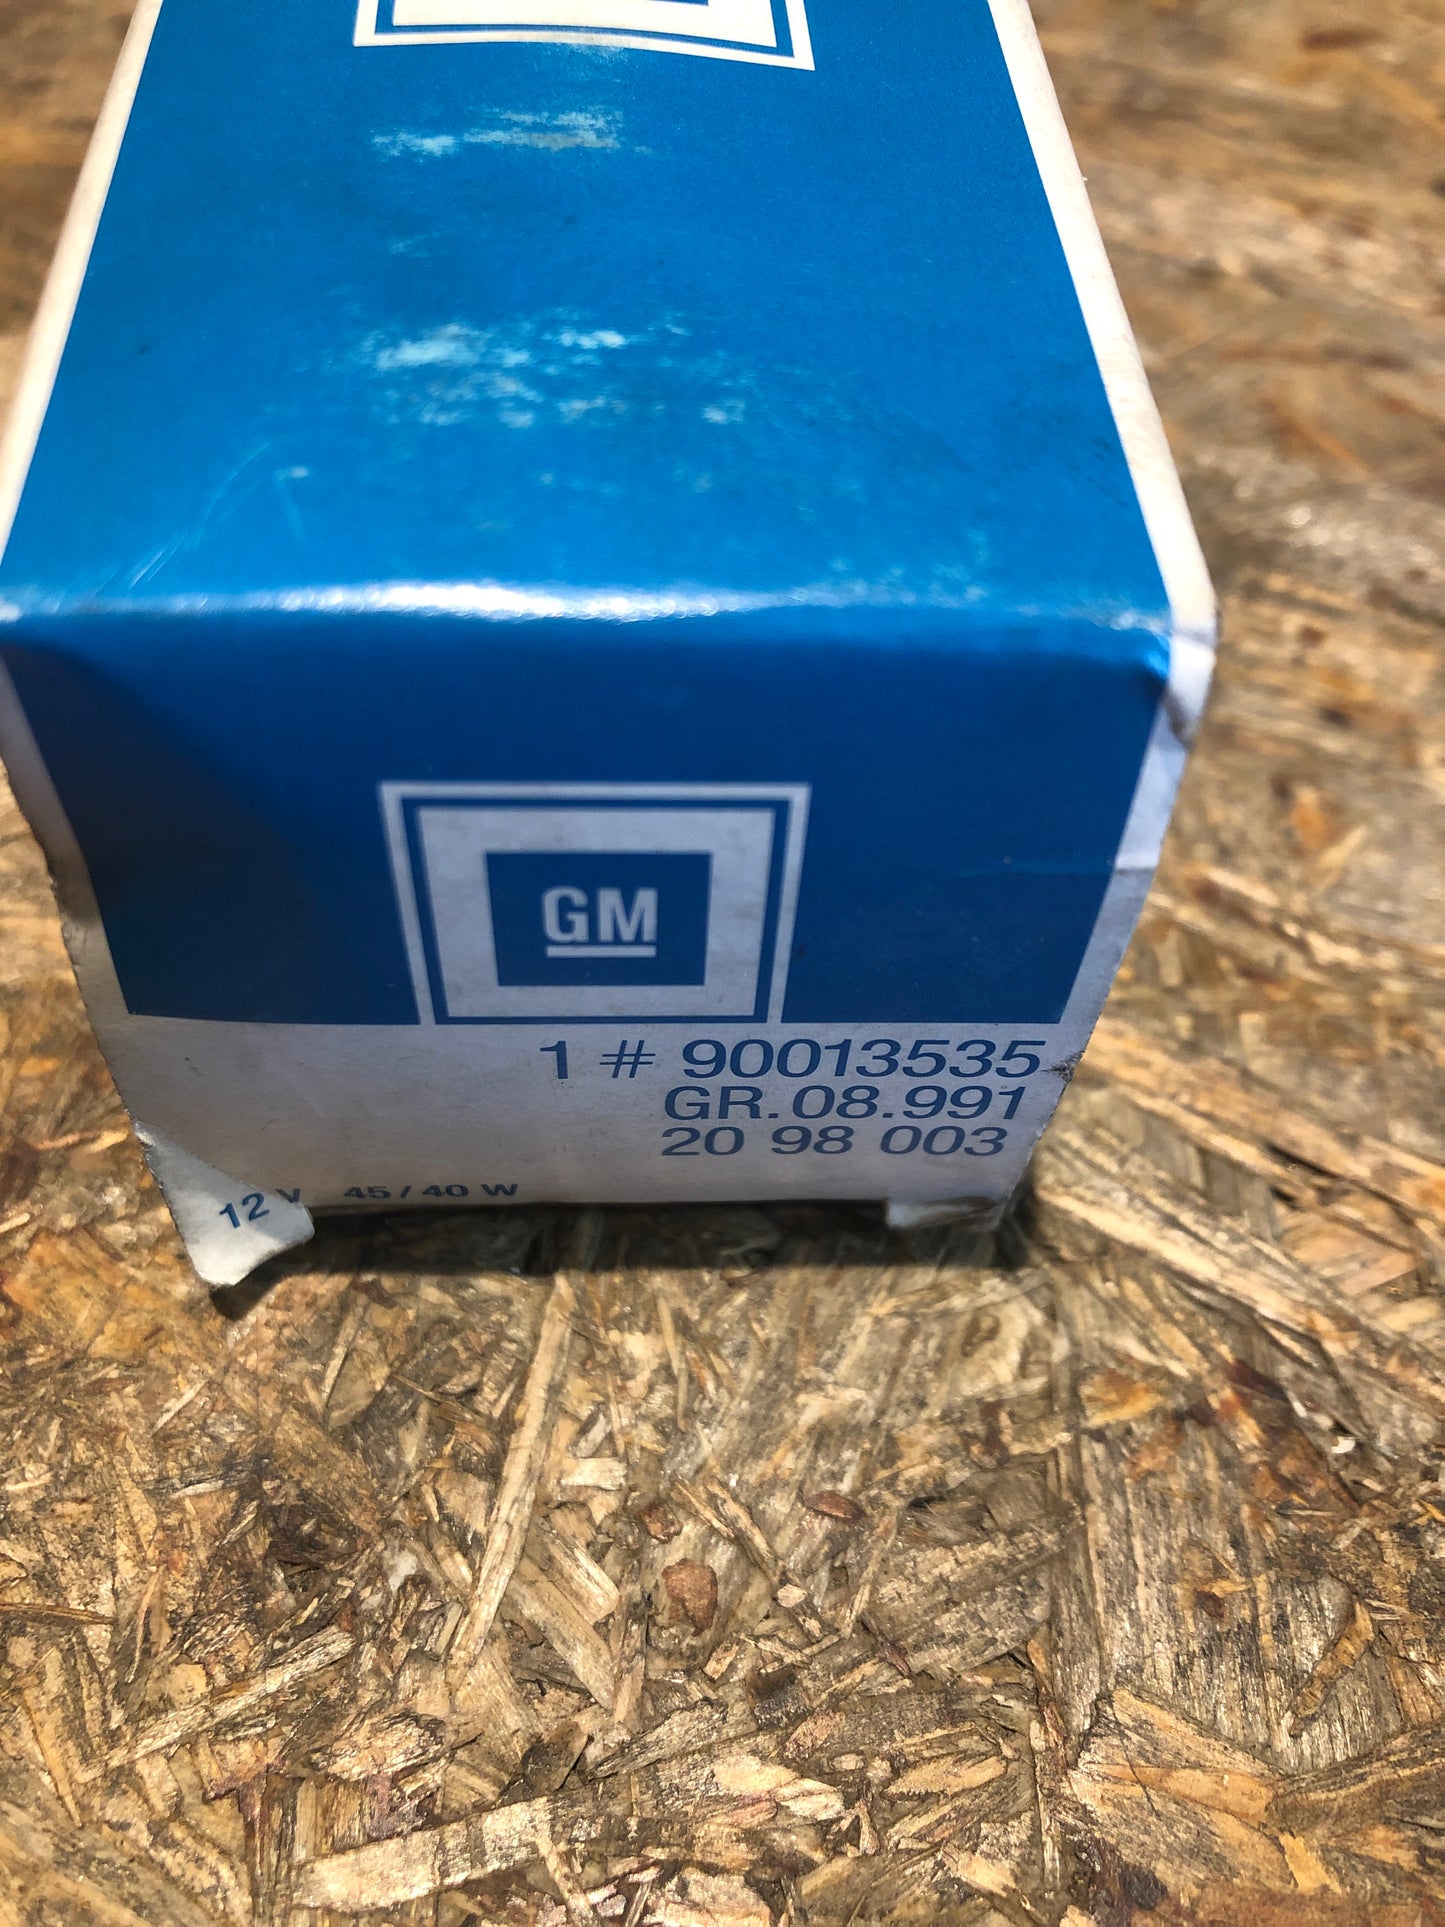 GM
1 # 90013535
GR. 08.991
20 98 003
12 V 45/40 W